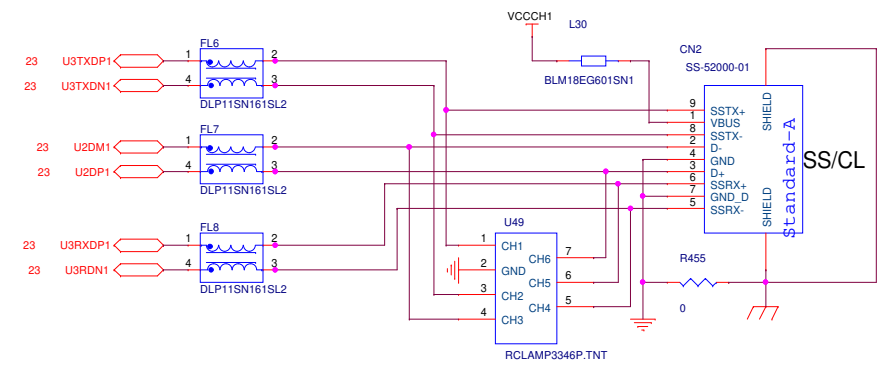 VCCCH1
L30
BLM18EG601SN1
CN2
SS-52000-01
FL6
23 U3TXDP1 1 2
23 U3TXDN1 4 3
DLP11SN161SL2
FL7
23 U2DM1 1 2
23 U2DP1 4 3
DLP11SN161SL2
FL8
23 U3RXDP1 1 2
23 U3RDN1 4 3
DLP11SN161SL2
9 SSTX+
1 VBUS
8 SSTX-
2 D-
4 GND
3 D+
6 SSRX+
7 GND_D
5 SSRX-
SHIELD
SHIELD
Standard-A
SS/CL
U49
1 CH1
2 GND
3 CH2
4 CH3
CH6 7
CH5 6
CH4 5
RCLAMP3346P.TNT
R455
0